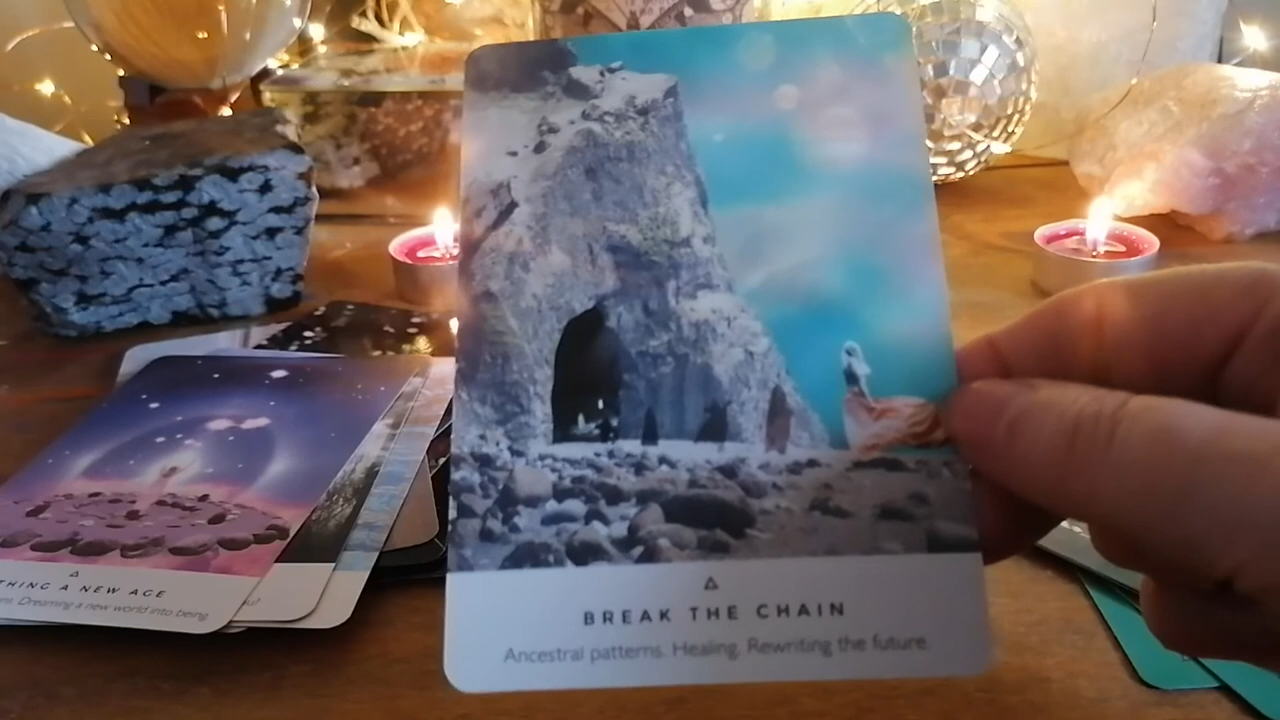 BREAK THE CHAIN
Ancestral patterns. Healing. Rewriting the future.
THING A NEW AGE
Dreaming a new world into being